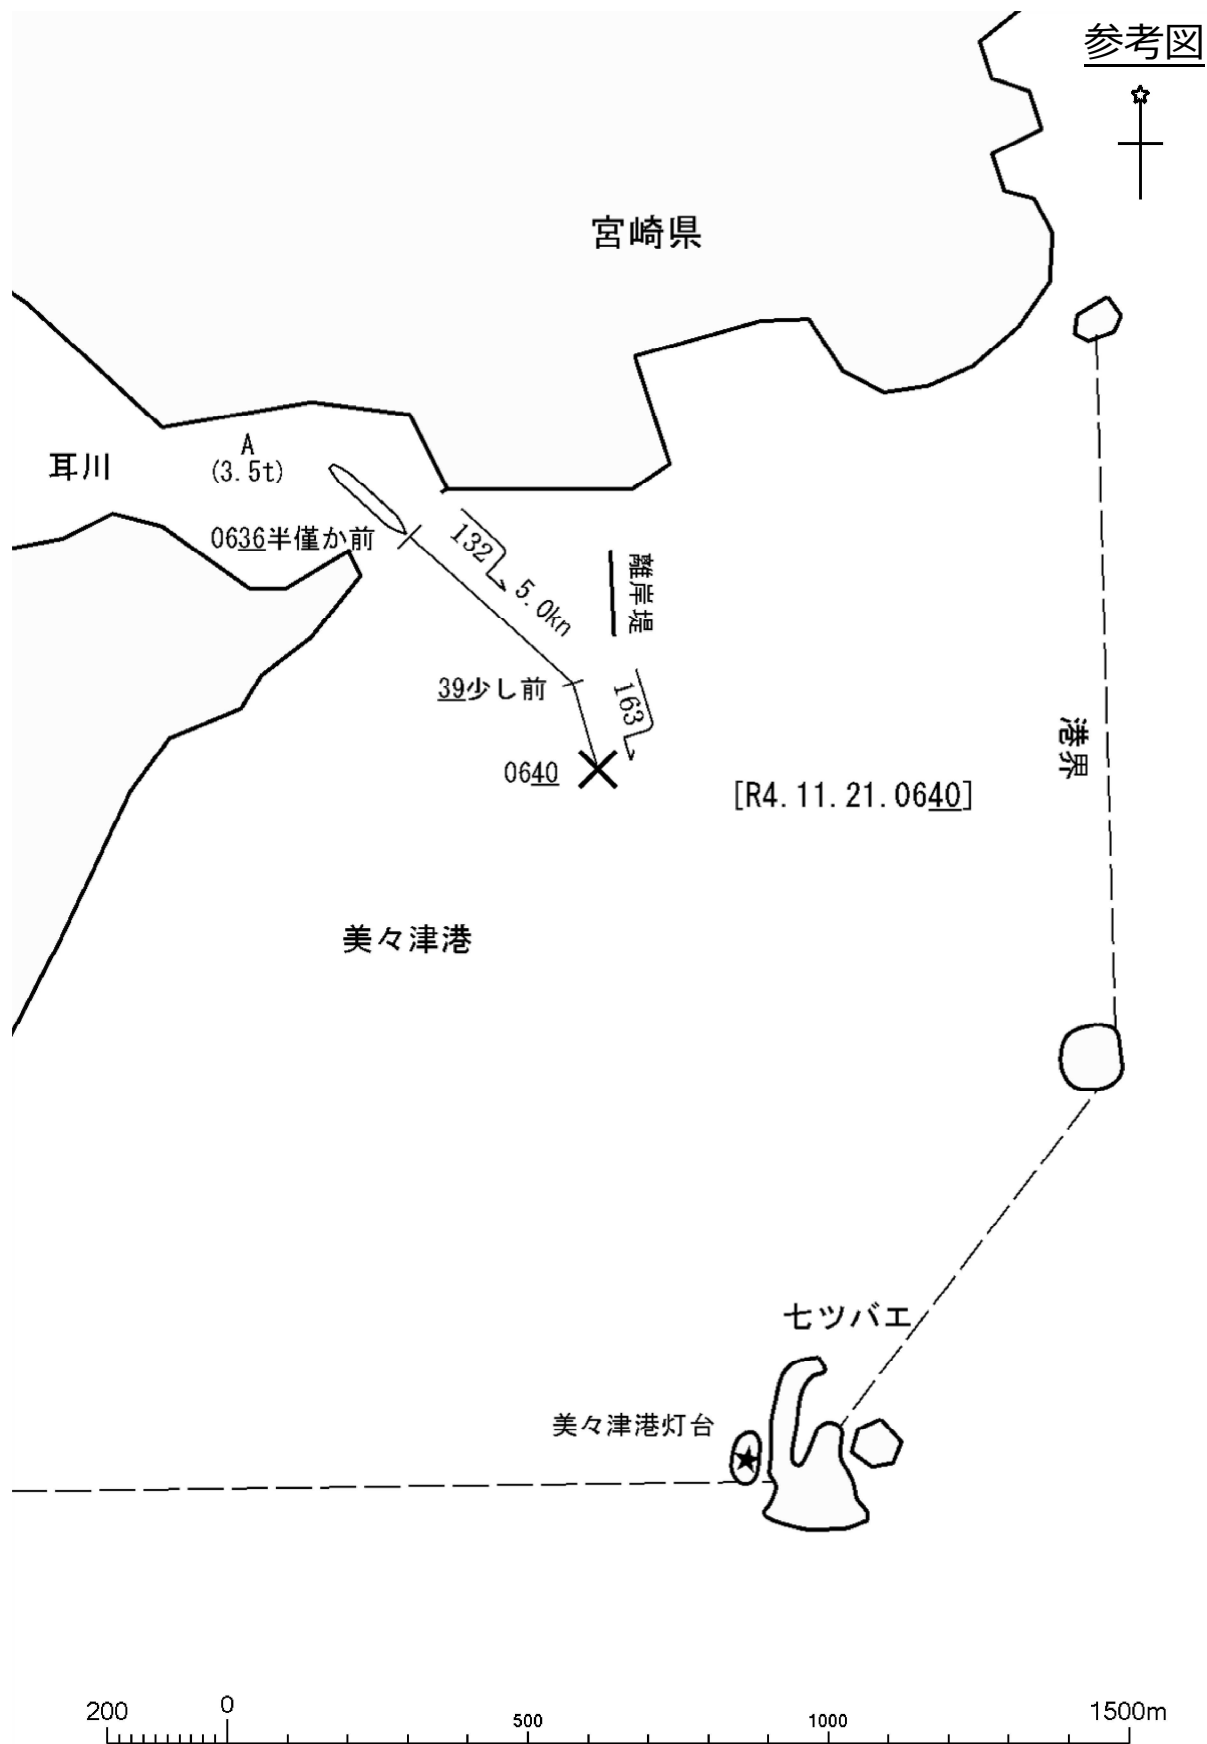 参考図
宮崎県
耳川
A
(3.5t)
0636半僅か前
132
5.0kn
離岸堤
39少し前
163
0640
[R4.11.21.0640]
港界
美々津港
七ツバエ
美々津港灯台
200
0
500
1000
1500m